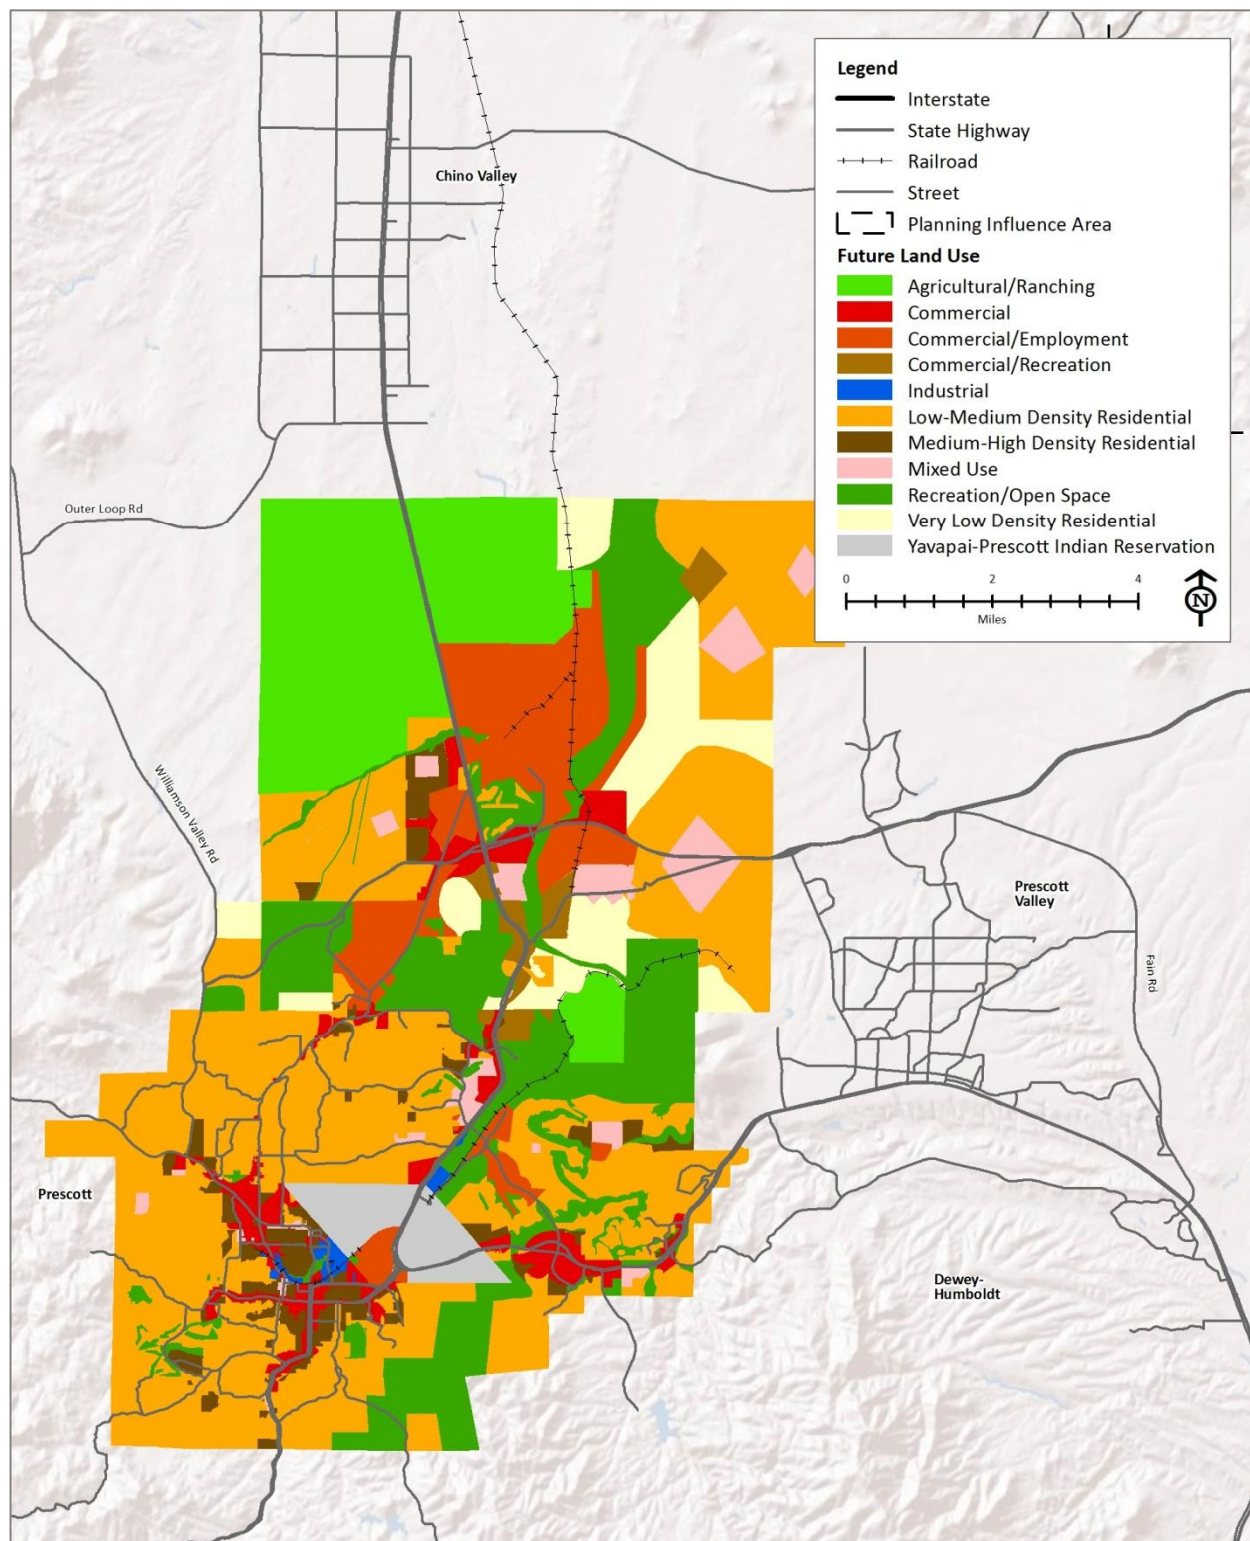 Legend
Interstate
State Highway
Railroad
Street
Planning Influence Area
Future Land Use
Agricultural/Ranching
Commercial
Commercial/Employment
Commercial/Recreation
Industrial
Low-Medium Density Residential
Medium-High Density Residential
Mixed Use
Recreation/Open Space
Very Low Density Residential
Yavapai-Prescott Indian Reservation
0 2 4
Miles
N
Chino Valley
Outer Loop Rd
Williamson Valley Rd
Prescott
Valley
Fain Rd
Prescott
Dewey-
Humboldt